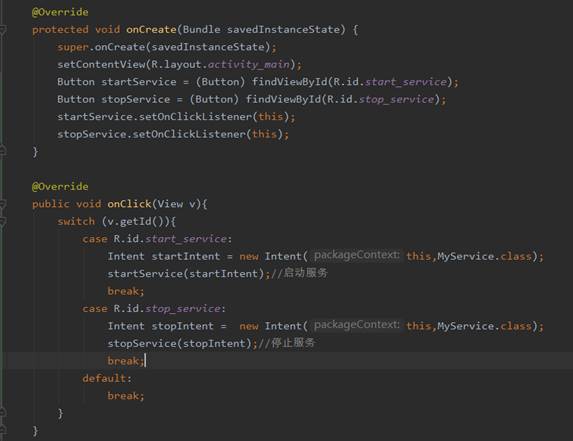 @Override
protected void onCreate(Bundle savedInstanceState) {
super.onCreate(savedInstanceState);
setContentView(R.layout.activity_main);
Button startService = (Button) findViewById(R.id.start_service);
Button stopService = (Button) findViewById(R.id.stop_service);
startService.setOnClickListener(this);
stopService.setOnClickListener(this);
}
@Override
public void onClick(View v){
switch (v.getId()){
case R.id.start_service:
Intent startIntent = new Intent( packageContext: this,MyService.class);
startService(startIntent);//启动服务
break;
case R.id.stop_service:
Intent stopIntent =  new Intent( packageContext: this,MyService.class);
stopService(stopIntent);//停止服务
break;
default:
break;
}
}